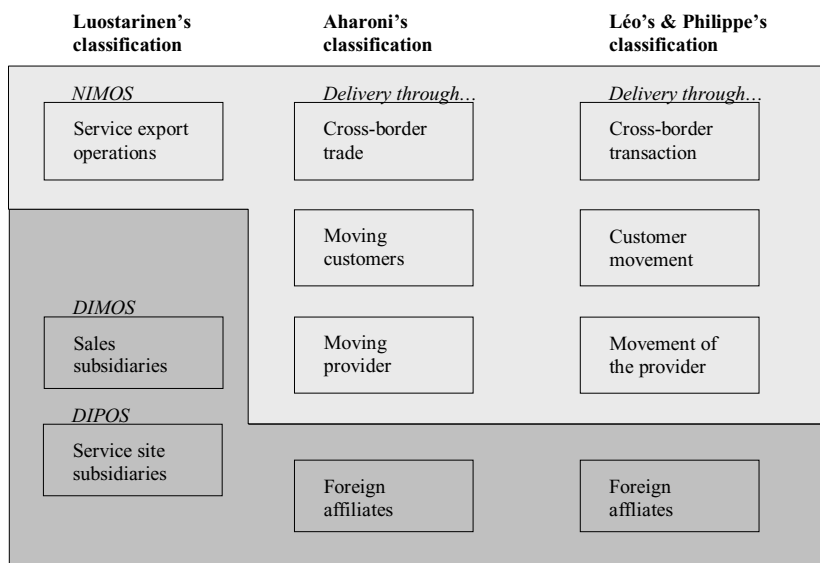 Luostarinen’s
classification
Aharoni’s
classification
Léo’s & Philippe’s
classification
NIMOS
Service export
operations
Delivery through…
Cross-border
trade
Delivery through…
Cross-border
transaction
Moving
customers
Customer
movement
DIMOS
Sales
subsidiaries
Moving
provider
Movement of
the provider
DIPOS
Service site
subsidiaries
Foreign
affiliates
Foreign
affliates